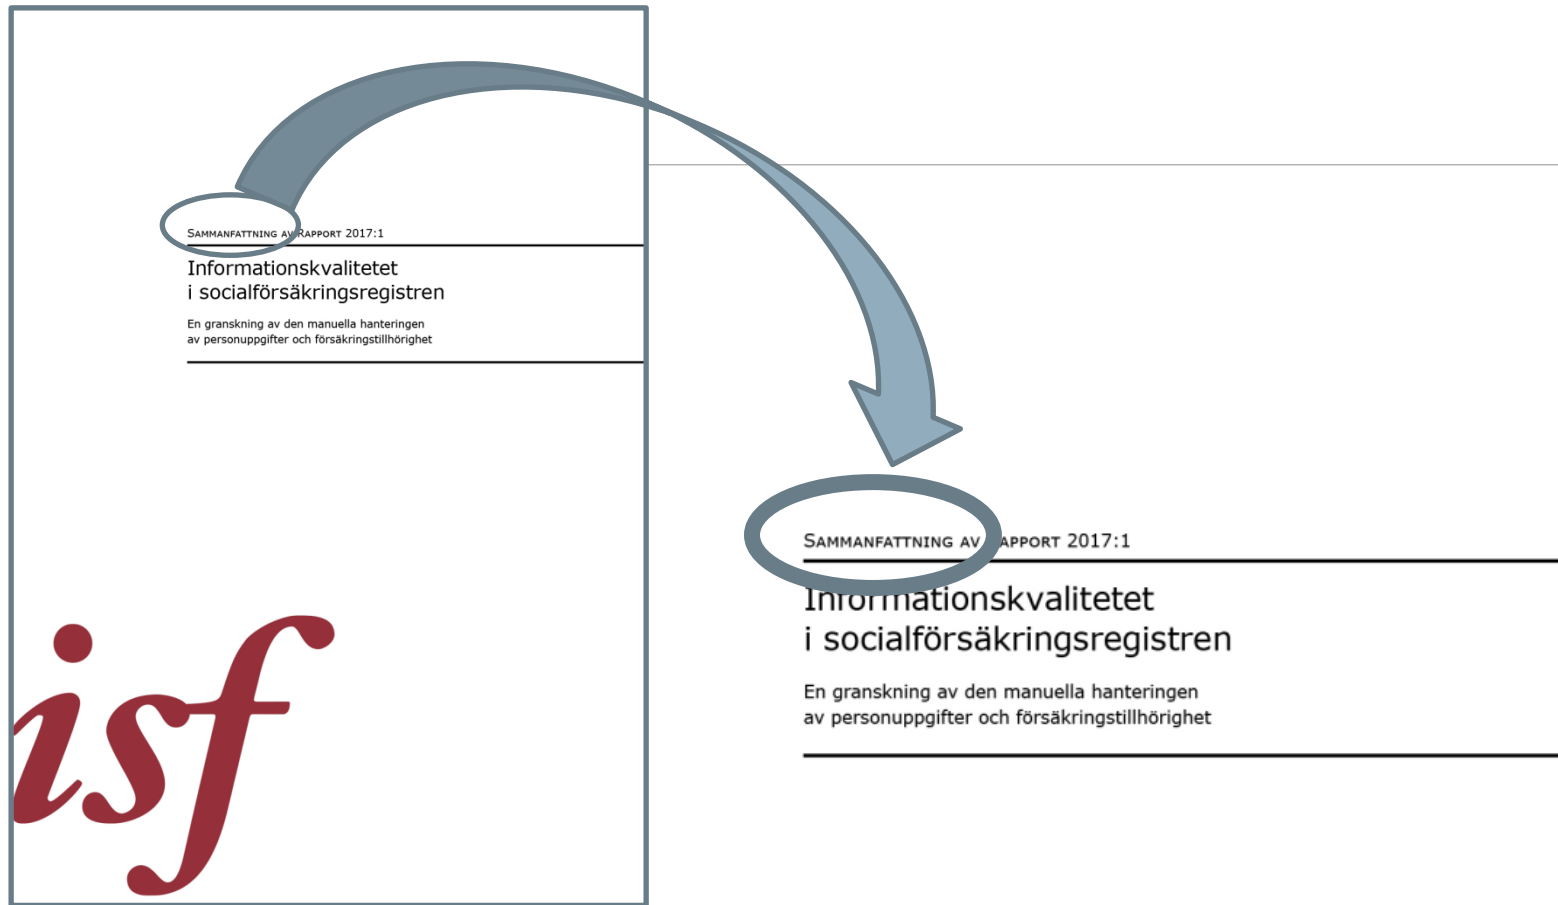 SAMMANFATTNING AV RAPPORT 2017:1
Informationskvalitetet
i socialförsäkringsregistren
En granskning av den manuella hanteringen
av personuppgifter och försäkringstillhörighet
isf
SAMMANFATTNING AV RAPPORT 2017:1
Informationskvalitetet
i socialförsäkringsregistren
En granskning av den manuella hanteringen
av personuppgifter och försäkringstillhörighet